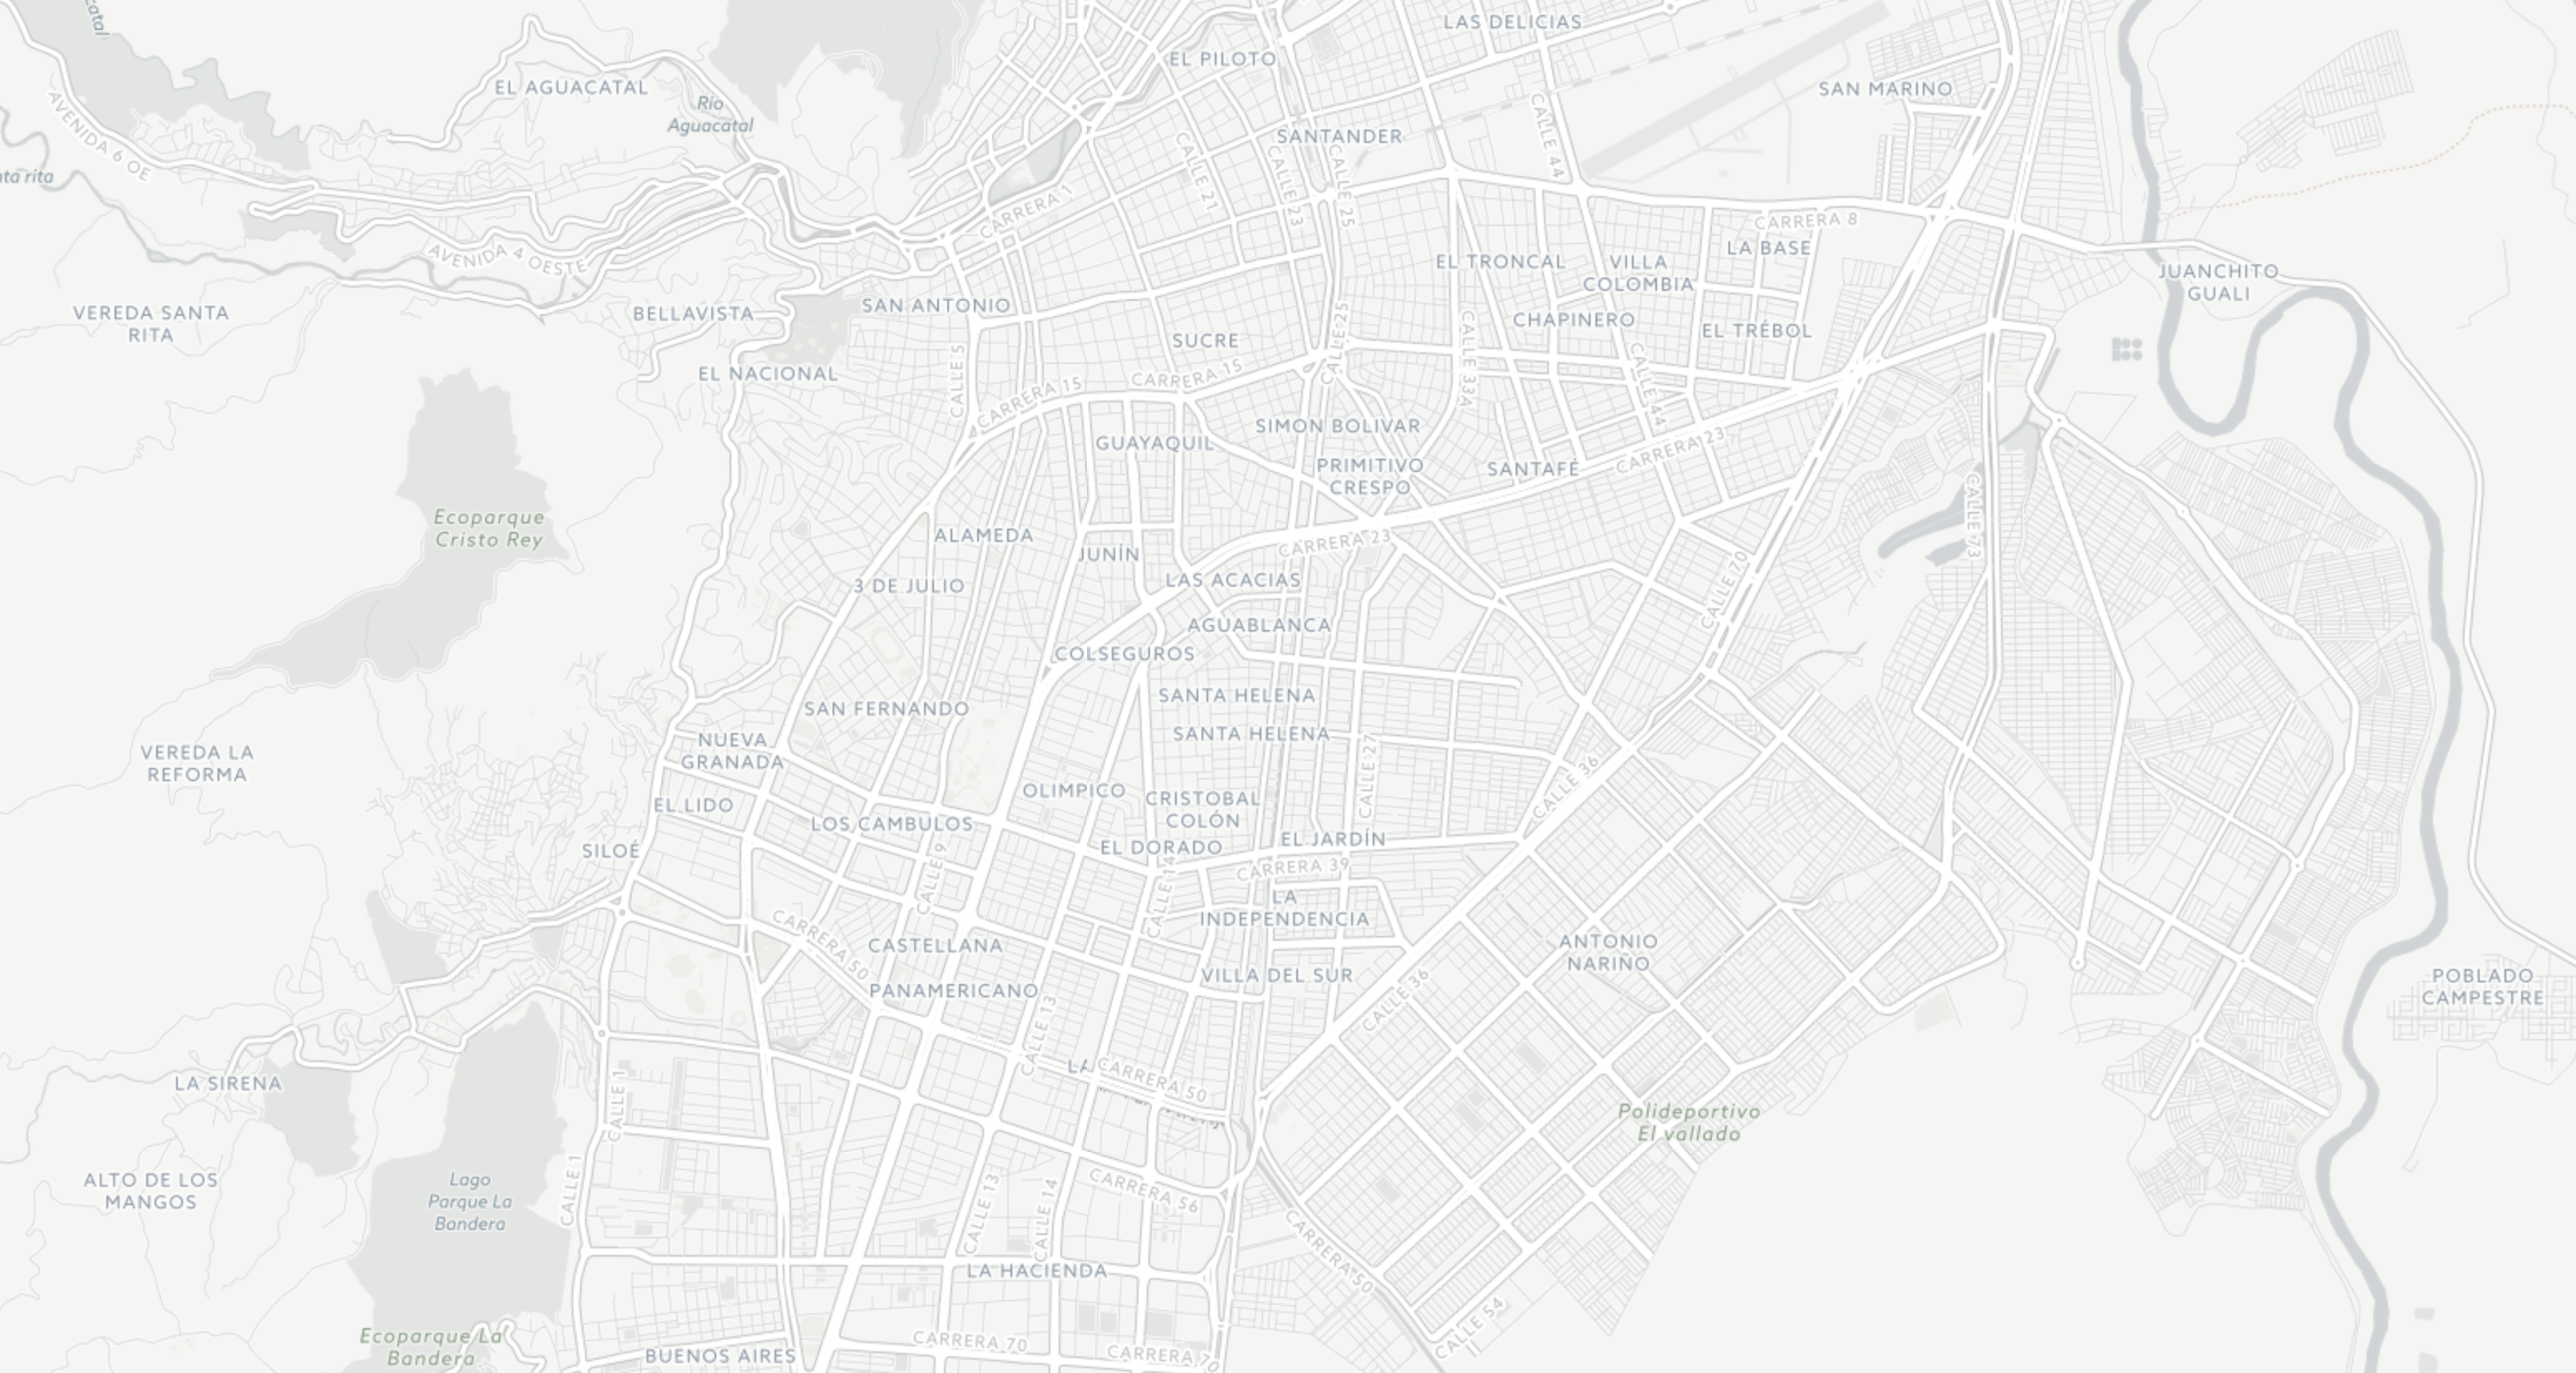 LAS DELICIAS
EL PILOTO
EL AGUACATAL
SAN MARINO
Río
Aguacatal
AVENIDA 6 OE
CALLE 44
SANTANDER
CALLE 21
CALLE 23
CALLE 25
CARRERA 1
CARRERA 8
AVENIDA 4 OESTE
LA BASE
EL TRONCAL
VILLA
COLOMBIA
JUANCHITO
GUALI
VEREDA SANTA
RITA
BELLAVISTA
SAN ANTONIO
CHAPINERO
EL TRÉBOL
SUCRE
CALLE 25
CALLE 33A
CALLE 44
EL NACIONAL
CALLE 5
CARRERA 15
CARRERA 15
SIMON BOLIVAR
GUAYAQUIL
CARRERA 23
PRIMITIVO
CRESPO
SANTAFÉ
Ecoparque
Cristo Rey
CALLE 73
ALAMEDA
CARRERA 23
JUNÍN
3 DE JULIO
LAS ACACIAS
CALLE 70
AGUABLANCA
COLSEGUROS
SANTA HELENA
SAN FERNANDO
SANTA HELENA
NUEVA
GRANADA
VEREDA LA
REFORMA
CALLE 27
CALLE 36
OLIMPICO
CRISTOBAL
COLÓN
EL LIDO
LOS CAMBULOS
EL JARDÍN
SILOÉ
EL DORADO
CARRERA 39
CALLE 9
CALLE 14
LA
INDEPENDENCIA
CARRERA 50
CASTELLANA
ANTONIO
NARIÑO
VILLA DEL SUR
PANAMERICANO
CALLE 36
POBLADO
CAMPESTRE
CALLE 13
LA
CARRERA 50
LA SIRENA
CALLE 1
Polideportivo
El vallado
ALTO DE LOS
MANGOS
Lago
Parque La
Bandera
CALLE 1
CARRERA 56
CALLE 13
CALLE 14
CARRERA 50
LA HACIENDA
Ecoparque La
Bandera
BUENOS AIRES
CARRERA 70
CARRERA 70
CALLE 54